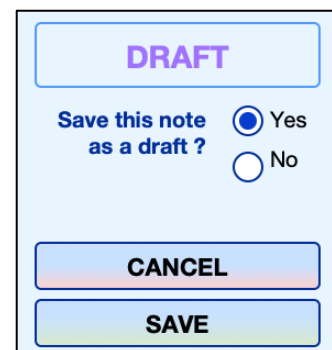 DRAFT
Save this note
as a draft ?
Yes
No
CANCEL
SAVE